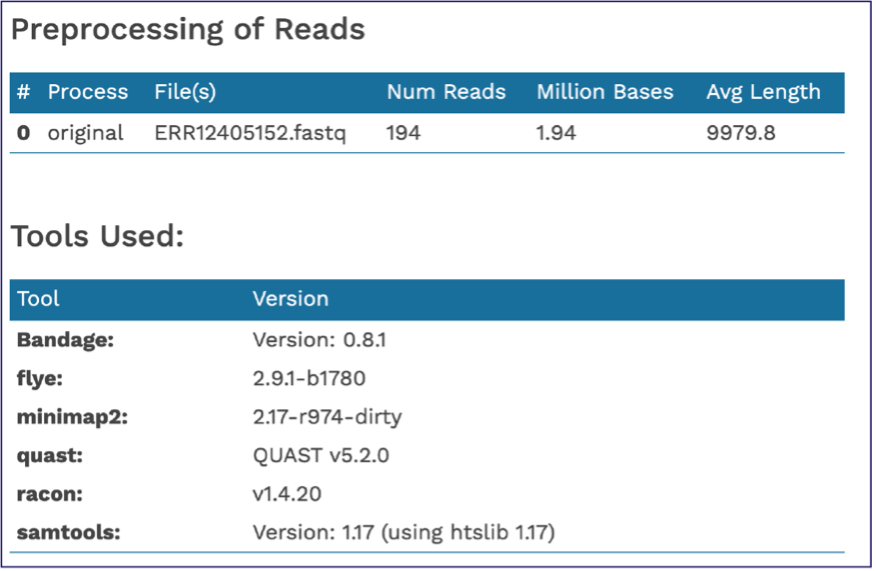 Preprocessing of Reads
# Process File(s) Num Reads Million Bases Avg Length
0 original ERR12405152.fastq 194 1.94 9979.8
Tools Used:
Tool Version
Bandage: Version: 0.8.1
flye: 2.9.1-b1780
minimap2: 2.17-r974-dirty
quast: QUAST v5.2.0
racon: v1.4.20
samtools: Version: 1.17 (using htslib 1.17)